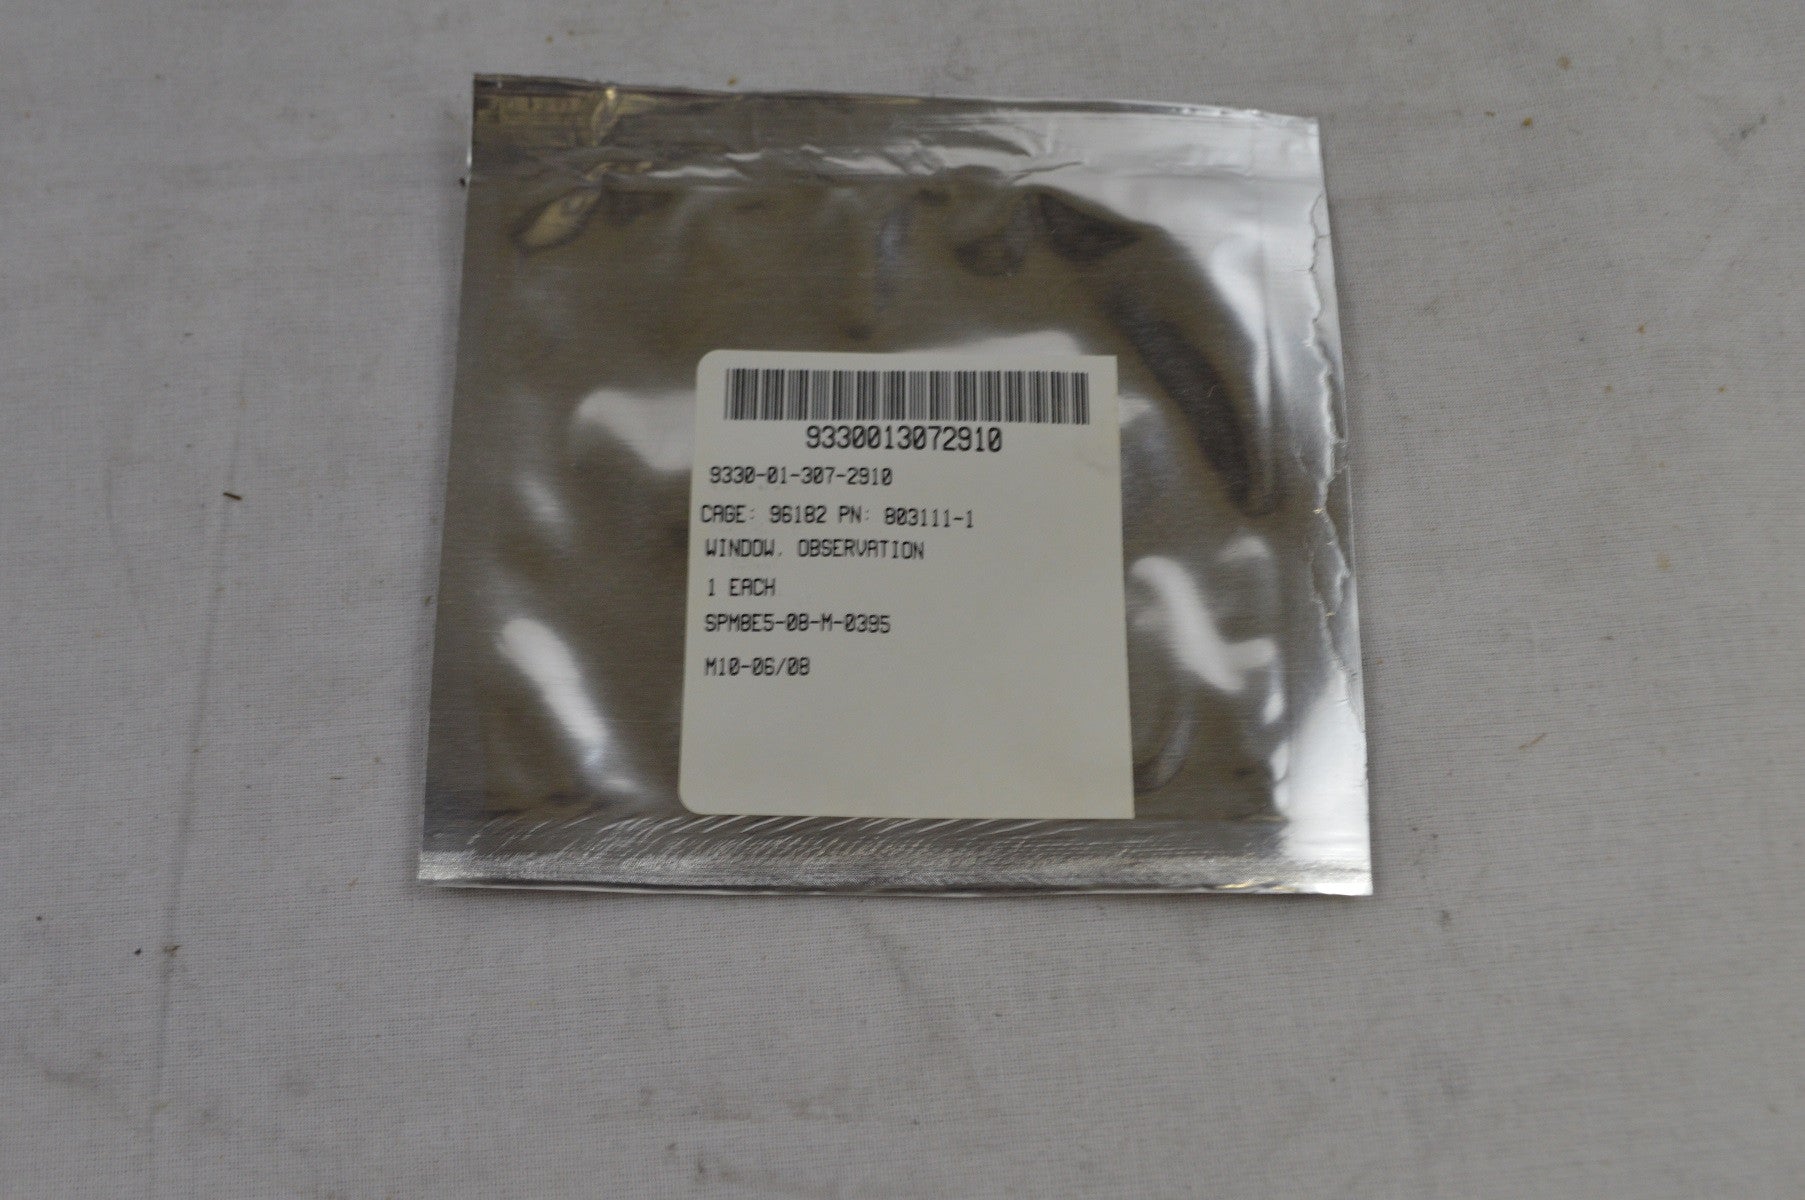 9330013072910
9330-01-307-2910
CAGE: 96182 PN: 803111-1
WINDOW, OBSERVATION
1 EACH
SPM8E5-08-M-0395
M10-06/08